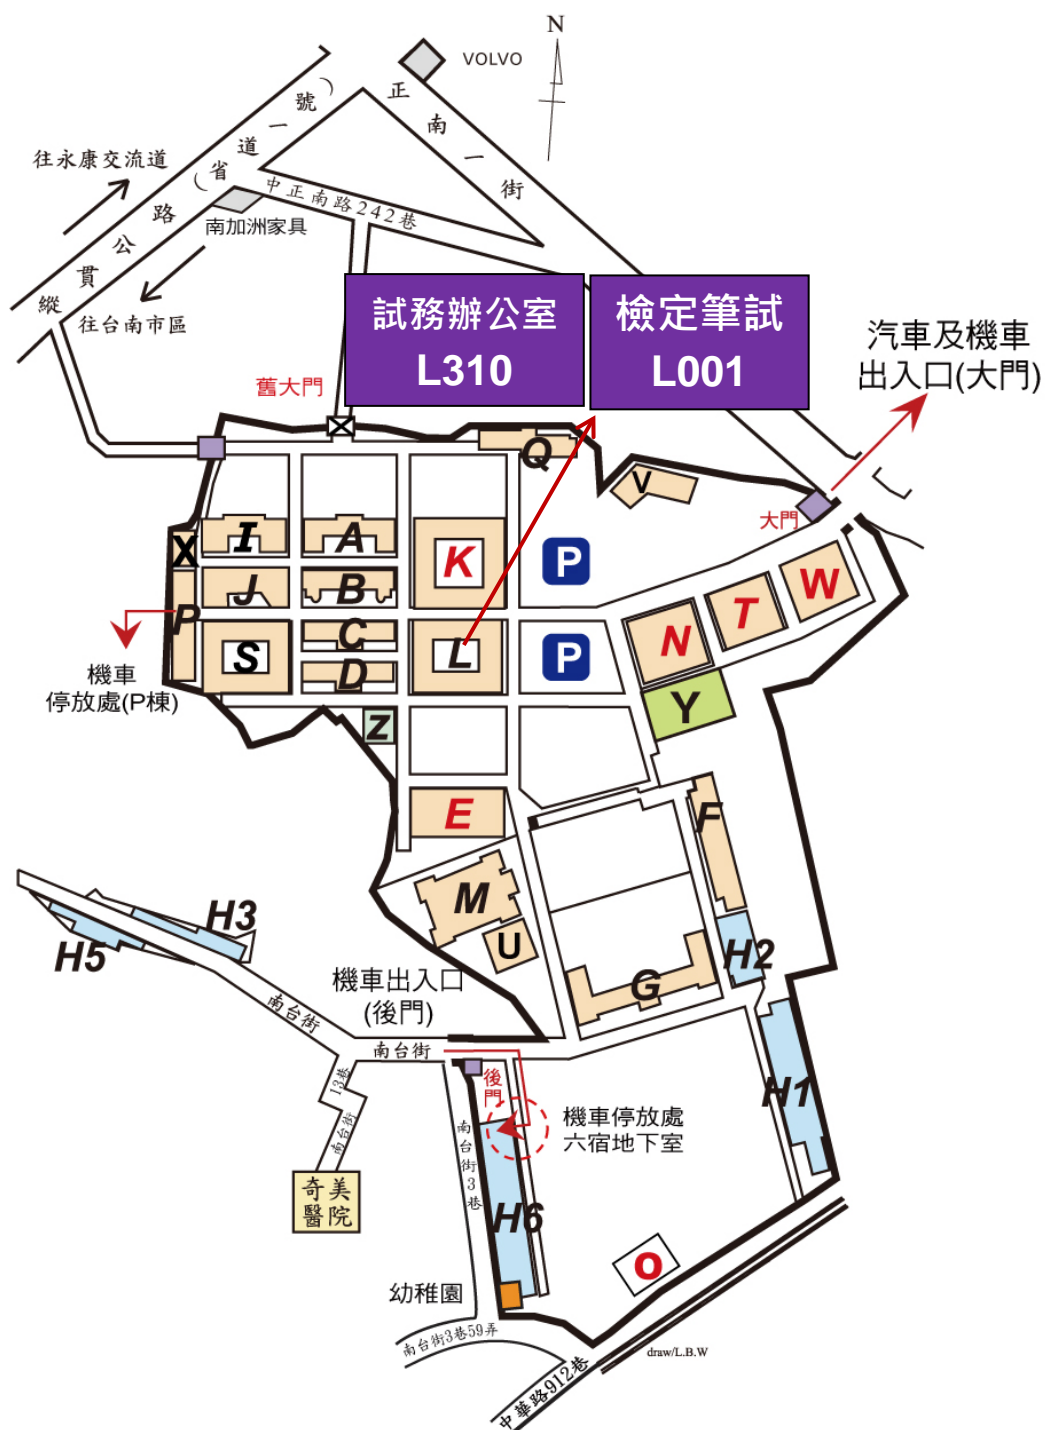 N
VOLVO
正南一街
縱貫公路(省道一號)
往永康交流道
中正南路242巷
南加洲家具
往台南市區
試務辦公室
L310
檢定筆試
L001
汽車及機車
出入口(大門)
舊大門
大門
Q
V
X
I
A
K
P
J
B
P
W
T
N
S
C
D
L
P
Y
機車
停放處(P棟)
Z
E
F
M
U
H3
H5
H2
G
機車出入口
(後門)
南台街
南台街
13巷
南台街
後門
南台街3巷
機車停放處
六宿地下室
H1
奇美
醫院
H6
O
幼稚園
南台街3巷59弄
draw/L.B.W
中華路912巷